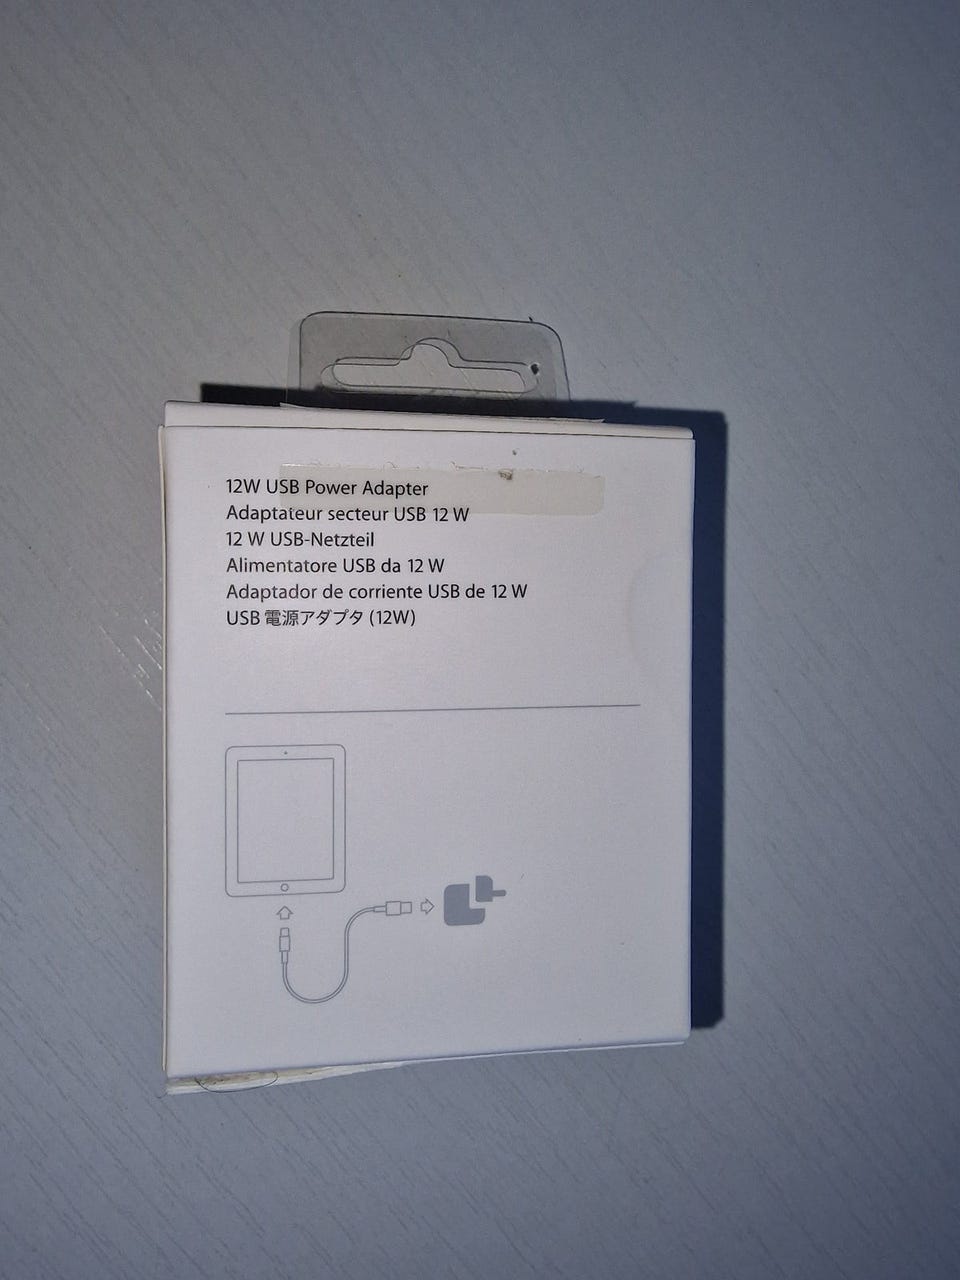 12W USB Power Adapter
Adaptateur secteur USB 12 W
12 W USB-Netzteil
Alimentatore USB da 12 W
Adaptador de corriente USB de 12 W
USB 電源アダプタ (12W)